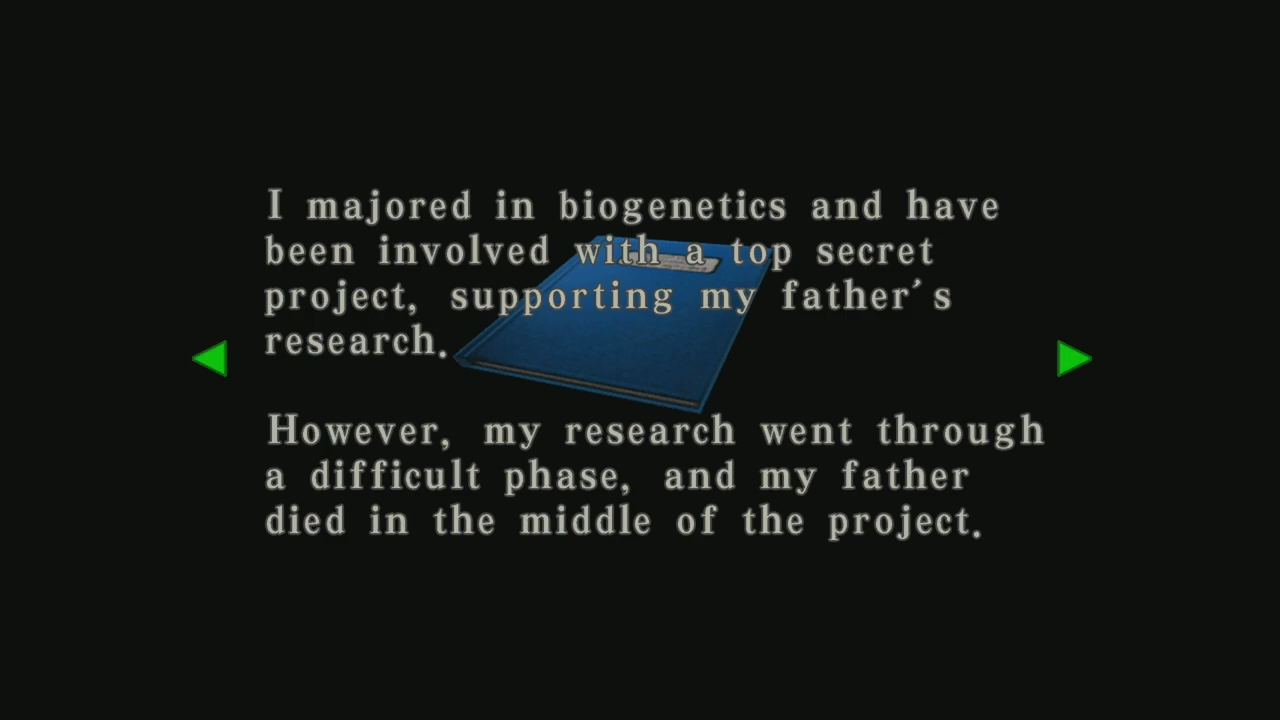 I majored in biogenetics and have
been involved with a top secret
project, supporting my father's
research.
However, my research went through
a difficult phase, and my father
died in the middle of the project.